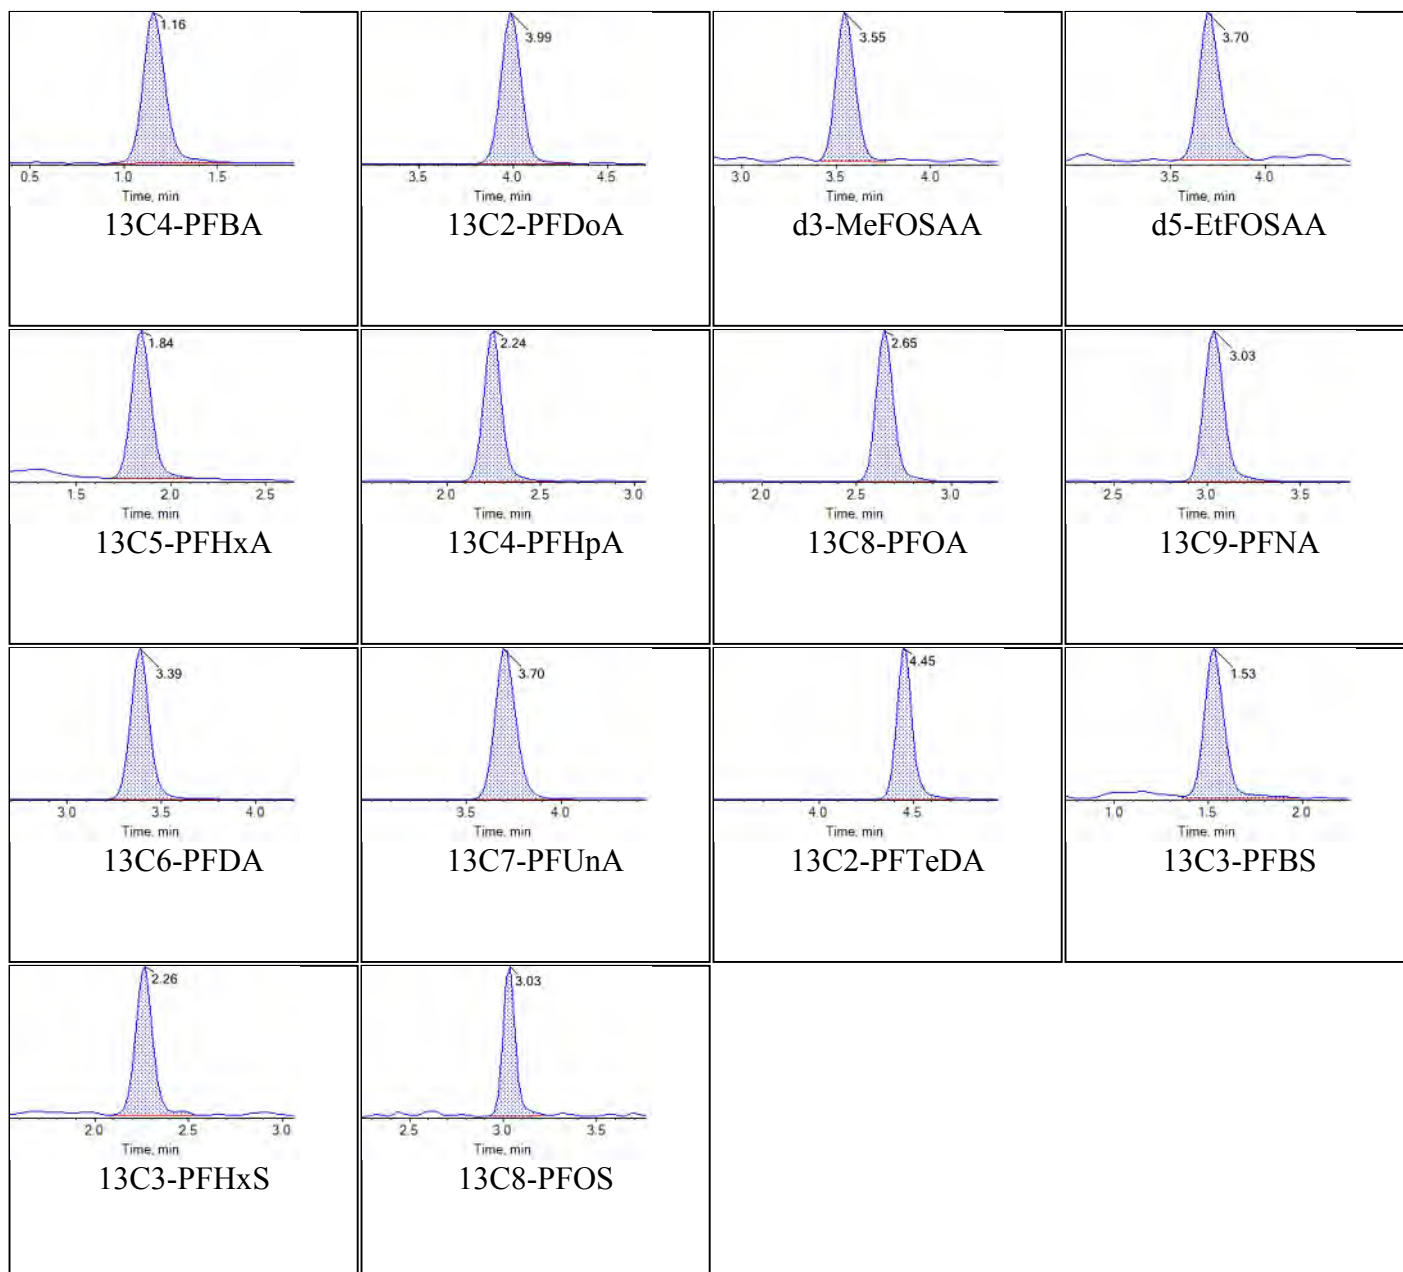 1.16
0.5 1.0 1.5
Time, min
13C4-PFBA
3.99
3.5 4.0 4.5
Time, min
13C2-PFDoA
3.55
3.0 3.5 4.0
Time, min
d3-MeFOSAA
3.70
3.5 4.0
Time, min
d5-EtFOSAA
1.84
1.5 2.0 2.5
Time, min
13C5-PFHxA
2.24
2.0 2.5 3.0
Time, min
13C4-PFHpA
2.65
2.0 2.5 3.0
Time, min
13C8-PFOA
3.03
2.5 3.0 3.5
Time, min
13C9-PFNA
3.39
3.0 3.5 4.0
Time, min
13C6-PFDA
3.70
3.5 4.0
Time, min
13C7-PFUnA
4.45
4.0 4.5
Time, min
13C2-PFTeDA
1.53
1.0 1.5 2.0
Time, min
13C3-PFBS
2.26
2.0 2.5 3.0
Time, min
13C3-PFHxS
3.03
2.5 3.0 3.5
Time, min
13C8-PFOS